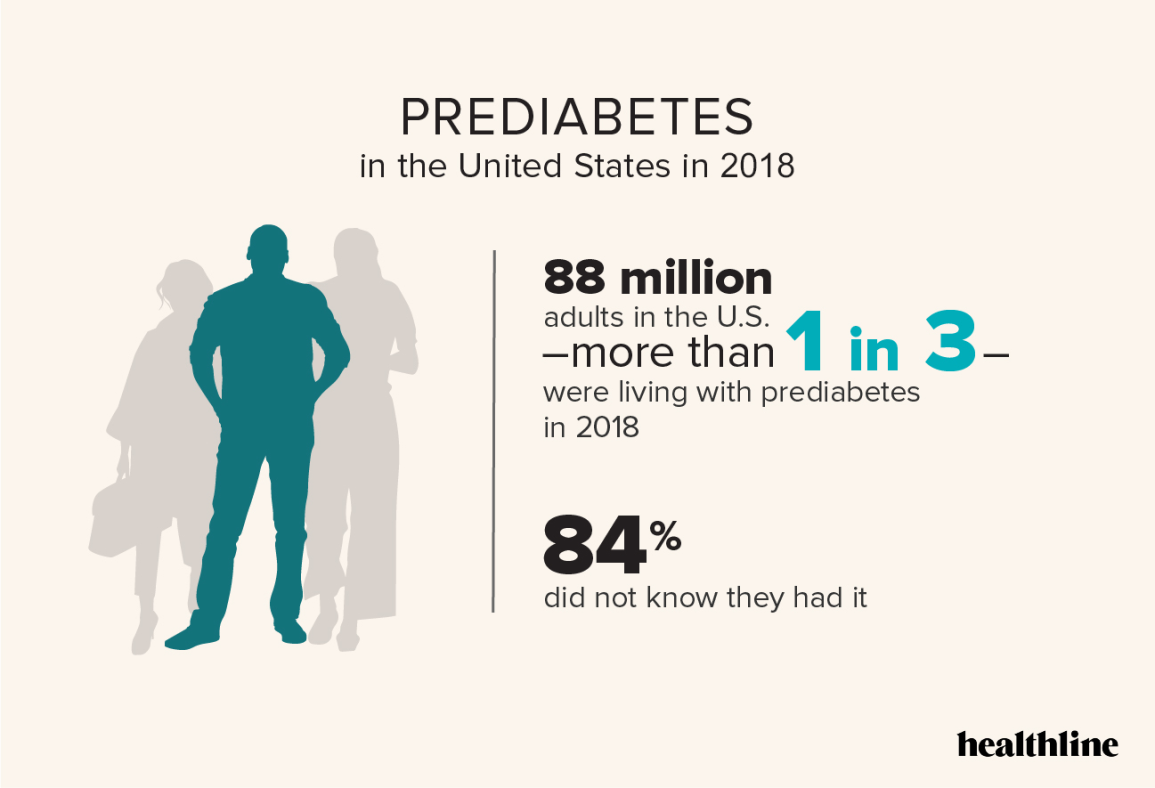 PREDIABETES
in the United States in 2018
88 million
adults in the U.S.
–more than 1 in 3–
were living with prediabetes
in 2018
84%
did not know they had it
healthline